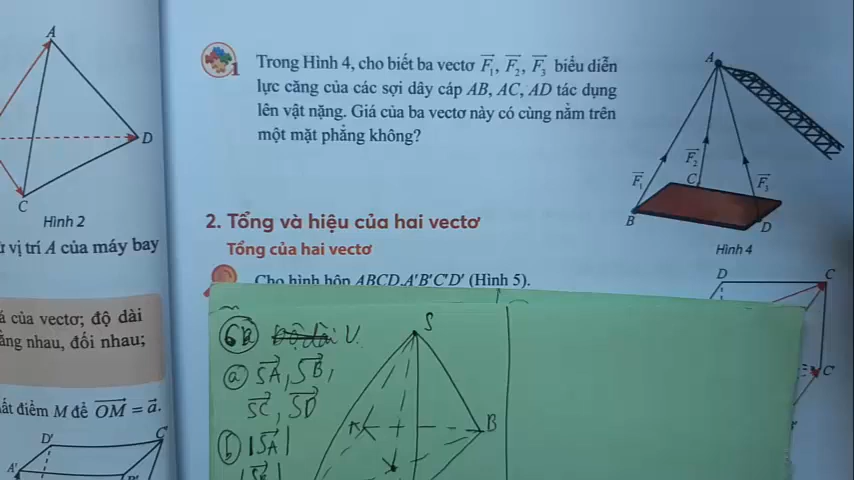 A
D
C
Hình 2
ừ vị trí A của máy bay
á của vectơ; độ dài
ằng nhau, đối nhau;
ất điểm M để OM = a.
D'
C'
A'
1
Trong Hình 4, cho biết ba vectơ F₁, F₂, F₃ biểu diễn
lực căng của các sợi dây cáp AB, AC, AD tác dụng
lên vật nặng. Giá của ba vectơ này có cùng nằm trên
một mặt phẳng không?
A
F₁
F₂
F₃
C
B
D
Hình 4
2. Tổng và hiệu của hai vectơ
Tổng của hai vectơ
Cho hình hộp ABCD.A'B'C'D' (Hình 5).
D
C
C'
6a V.
a SA, SB,
SC, SD
b |SA|
S
B